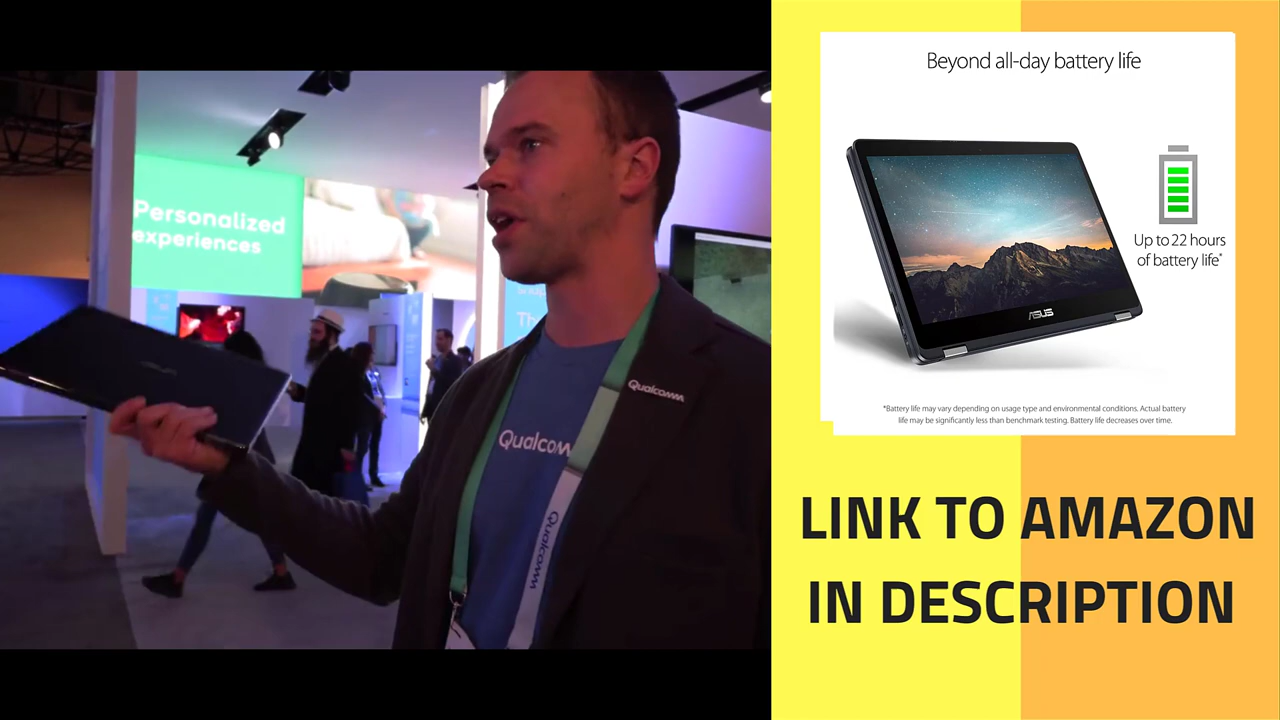 Personalized
experiences
Th
Qualcomm
Qualcomm
Qualcomm
Beyond all-day battery life
ASUS
Up to 22 hours
of battery life*
*Battery life may vary depending on usage type and environmental conditions. Actual battery
life may be significantly less than benchmark testing. Battery life decreases over time.
LINK TO AMAZON
IN DESCRIPTION